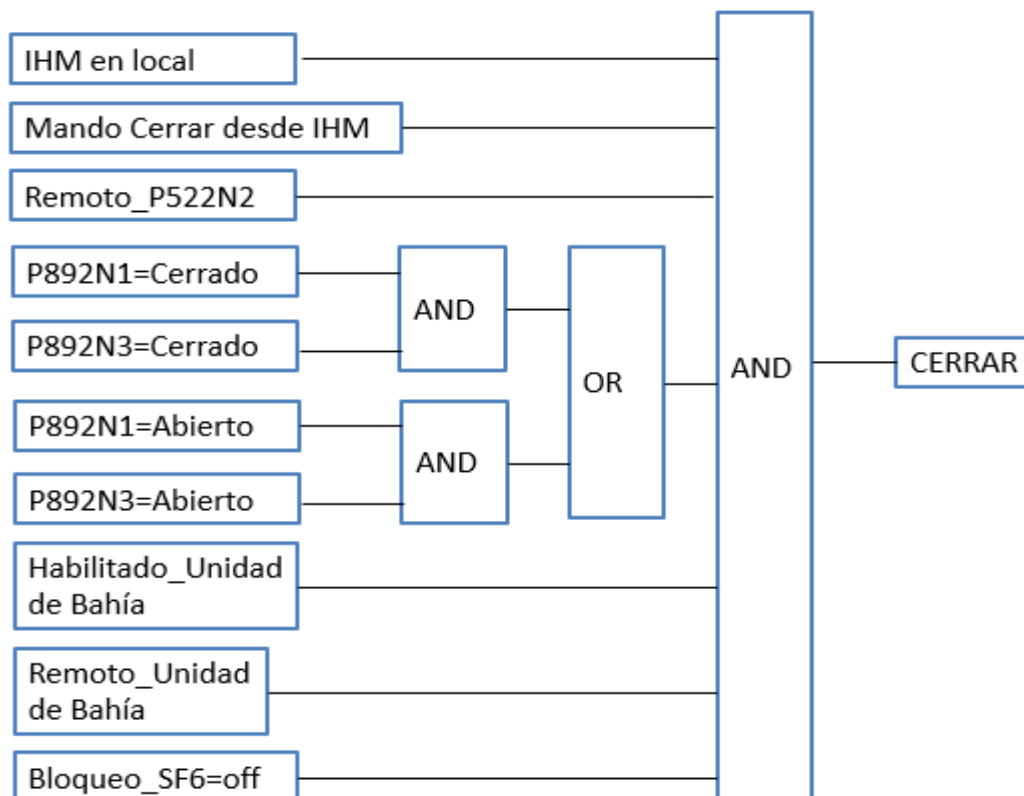 IHM en local
Mando Cerrar desde IHM
Remoto_P522N2
P892N1=Cerrado
P892N3=Cerrado
AND
P892N1=Abierto
P892N3=Abierto
AND
OR
AND
CERRAR
Habilitado_Unidad
de Bahía
Remoto_Unidad
de Bahía
Bloqueo_SF6=off